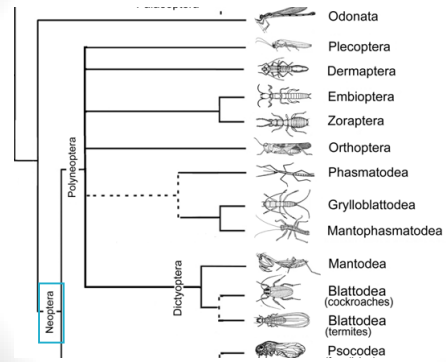 Odonata
Plecoptera
Dermaptera
Embioptera
Zoraptera
Polyneoptera
Orthoptera
Phasmatodea
Grylloblattodea
Mantophasmatodea
Mantodea
Dictyoptera
Blattodea
(cockroaches)
Neoptera
Blattodea
(termites)
Psocodea